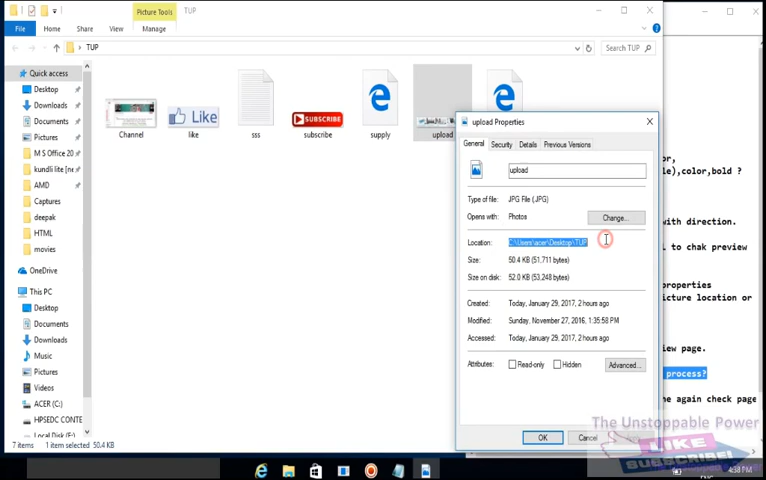 Picture Tools
TUP
File
Home
Share
View
Manage
TUP
Search TUP
Quick access
Desktop
Downloads
Documents
Pictures
M S Office 20
kundli lite [ne
AMD
Captures
deepak
HTML
movies
OneDrive
This PC
Desktop
Documents
Downloads
Music
Pictures
Videos
ACER (C:)
HPSEDC CONTE
Local Disk (F:)
7 items
1 item selected 50.4 KB
Channel
like
sss
subscribe
supply
upload
Like
SUBSCRIBE
upload Properties
General
Security
Details
Previous Versions
upload
Type of file: JPG File (.JPG)
Opens with: Photos
Change...
Location: C:\Users\acer\Desktop\TUP
Size: 50.4 KB (51,711 bytes)
Size on disk: 52.0 KB (53,248 bytes)
Created: Today, January 29, 2017, 2 hours ago
Modified: Sunday, November 27, 2016, 1:35:58 PM
Accessed: Today, January 29, 2017, 2 hours ago
Attributes:
Read-only
Hidden
Advanced...
OK
Cancel
or,
le),color,bold ?
with direction.
l to chak preview
properties
icture location or
iew page.
process?
he again check page
The Unstoppable Power
LIKE
SUBSCRIBE
4:38 PM
ENG